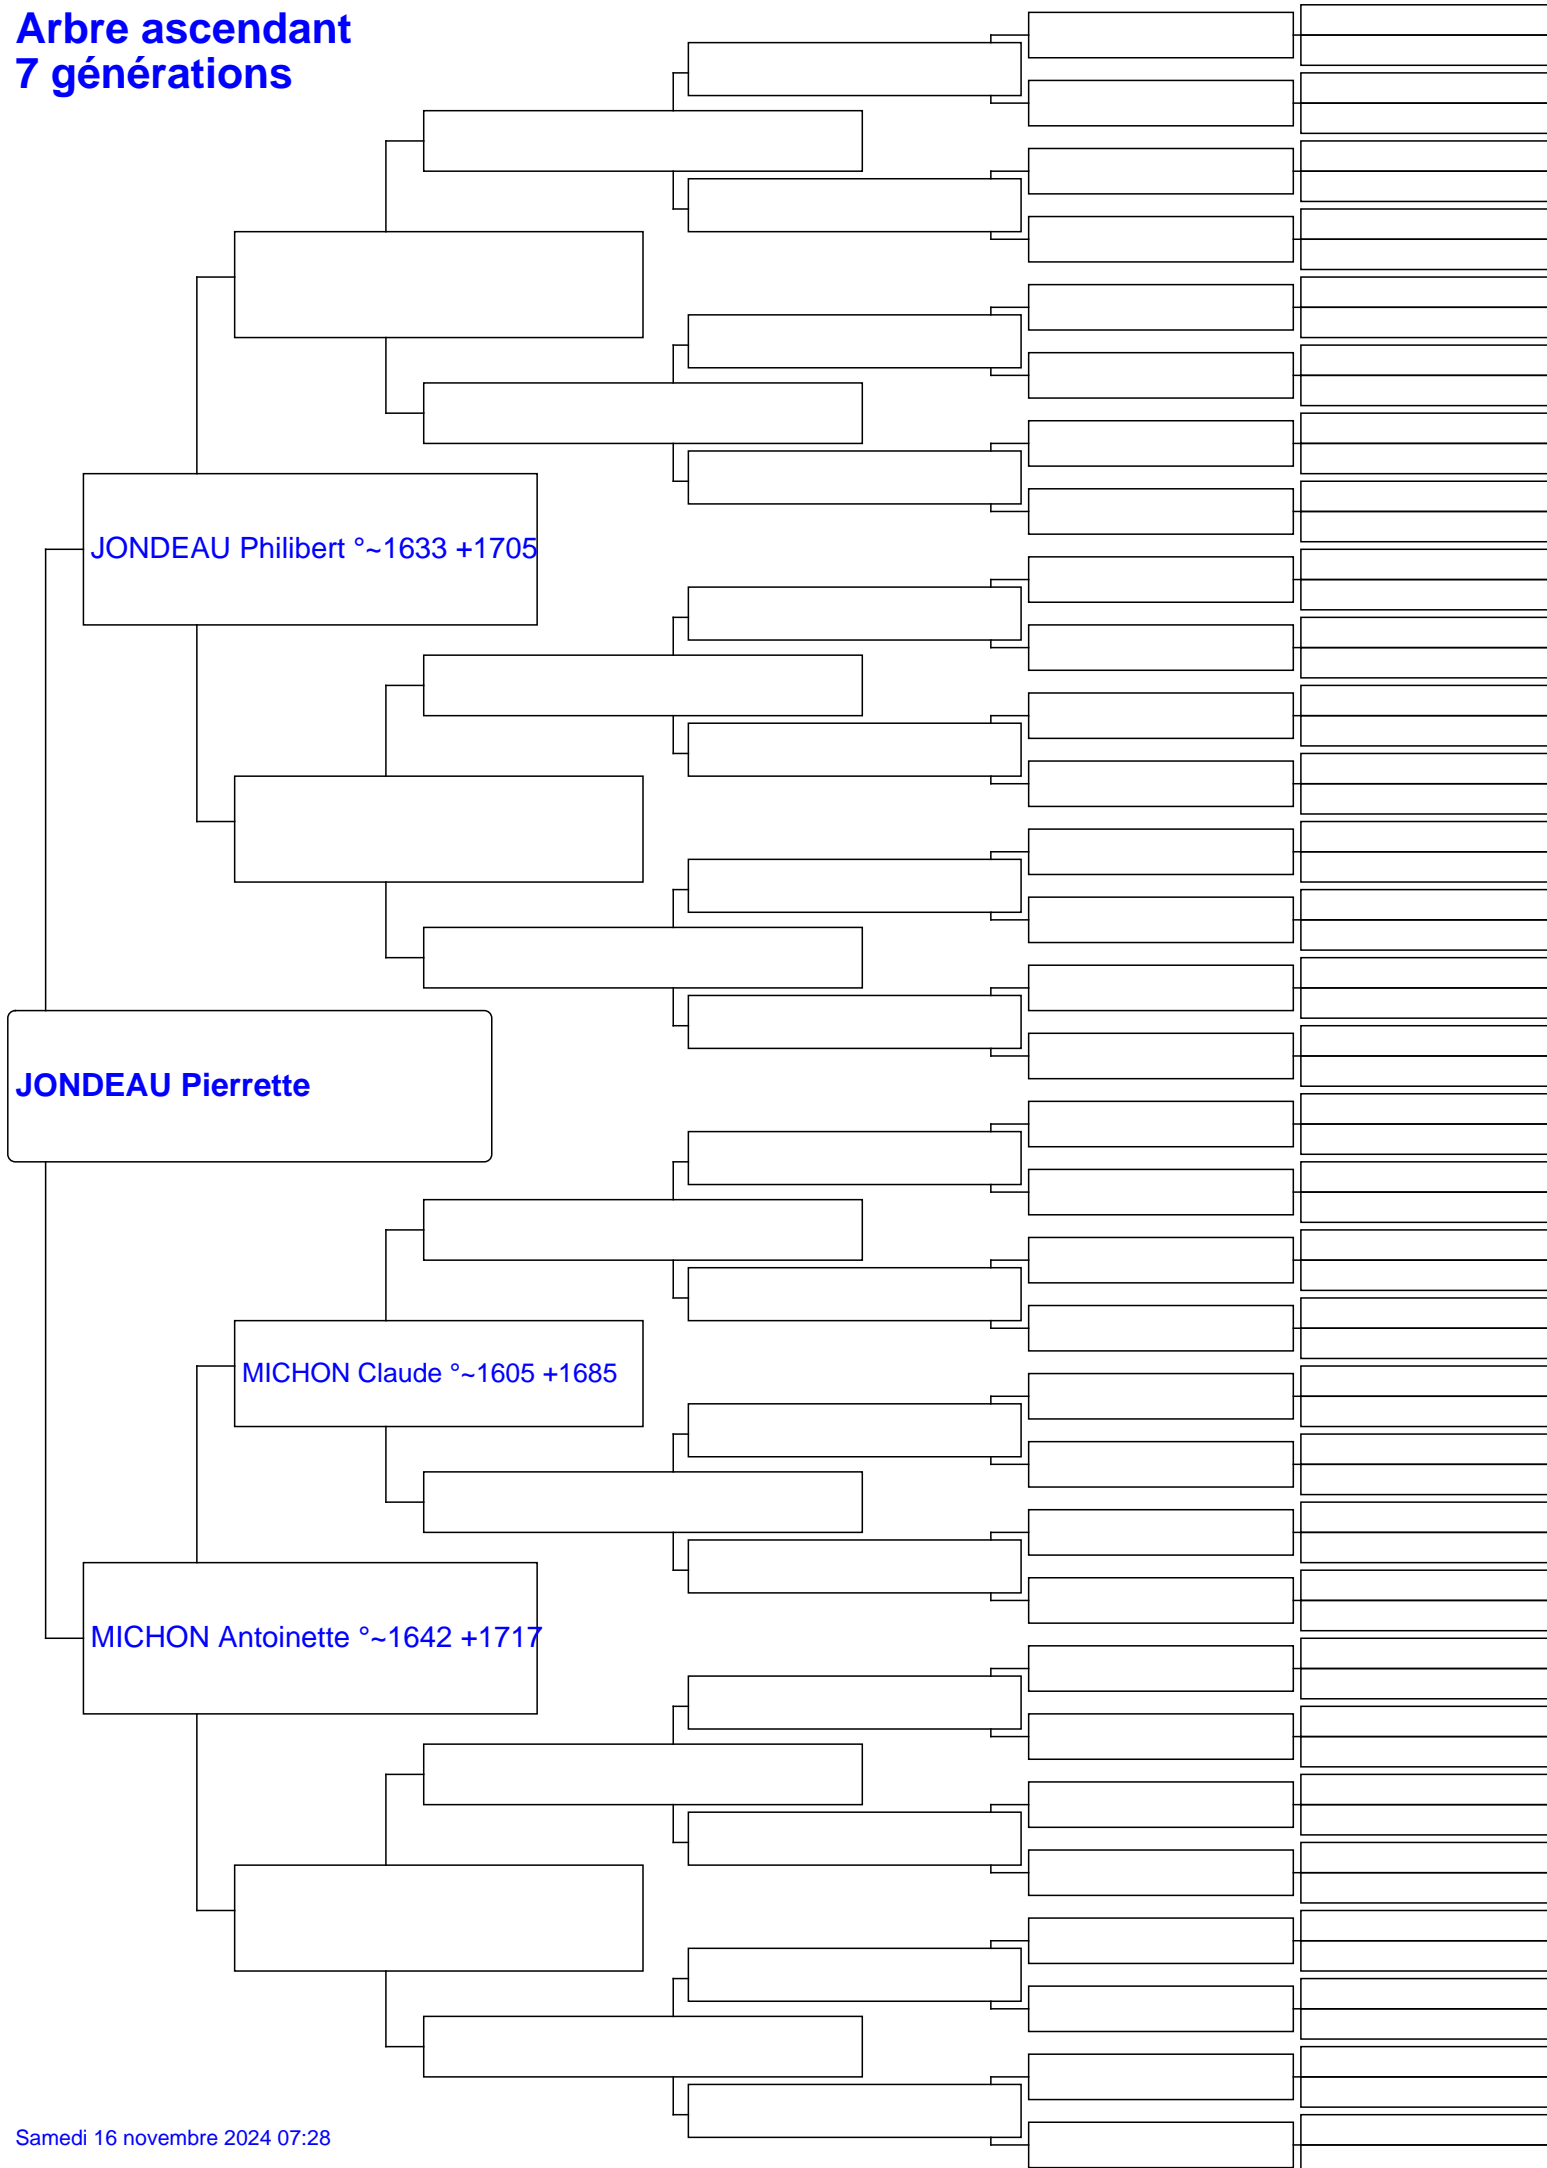 Arbre ascendant
7 générations
JONDEAU Philibert °~1633 +1705
JONDEAU Pierrette
MICHON Claude °~1605 +1685
MICHON Antoinette °~1642 +1717
Samedi 16 novembre 2024 07:28